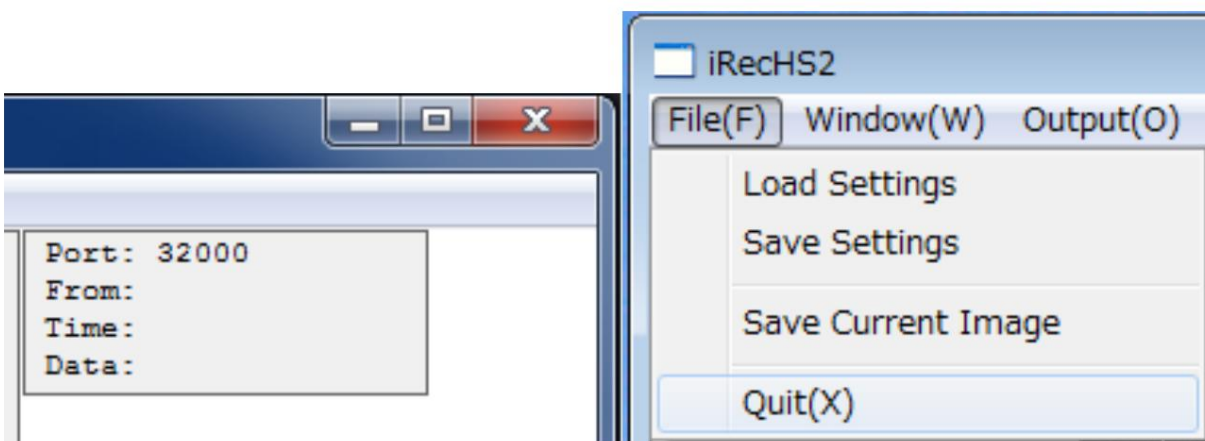 Port: 32000
From:
Time:
Data:
iRecHS2
File(F) Window(W) Output(O)
Load Settings
Save Settings
Save Current Image
Quit(X)